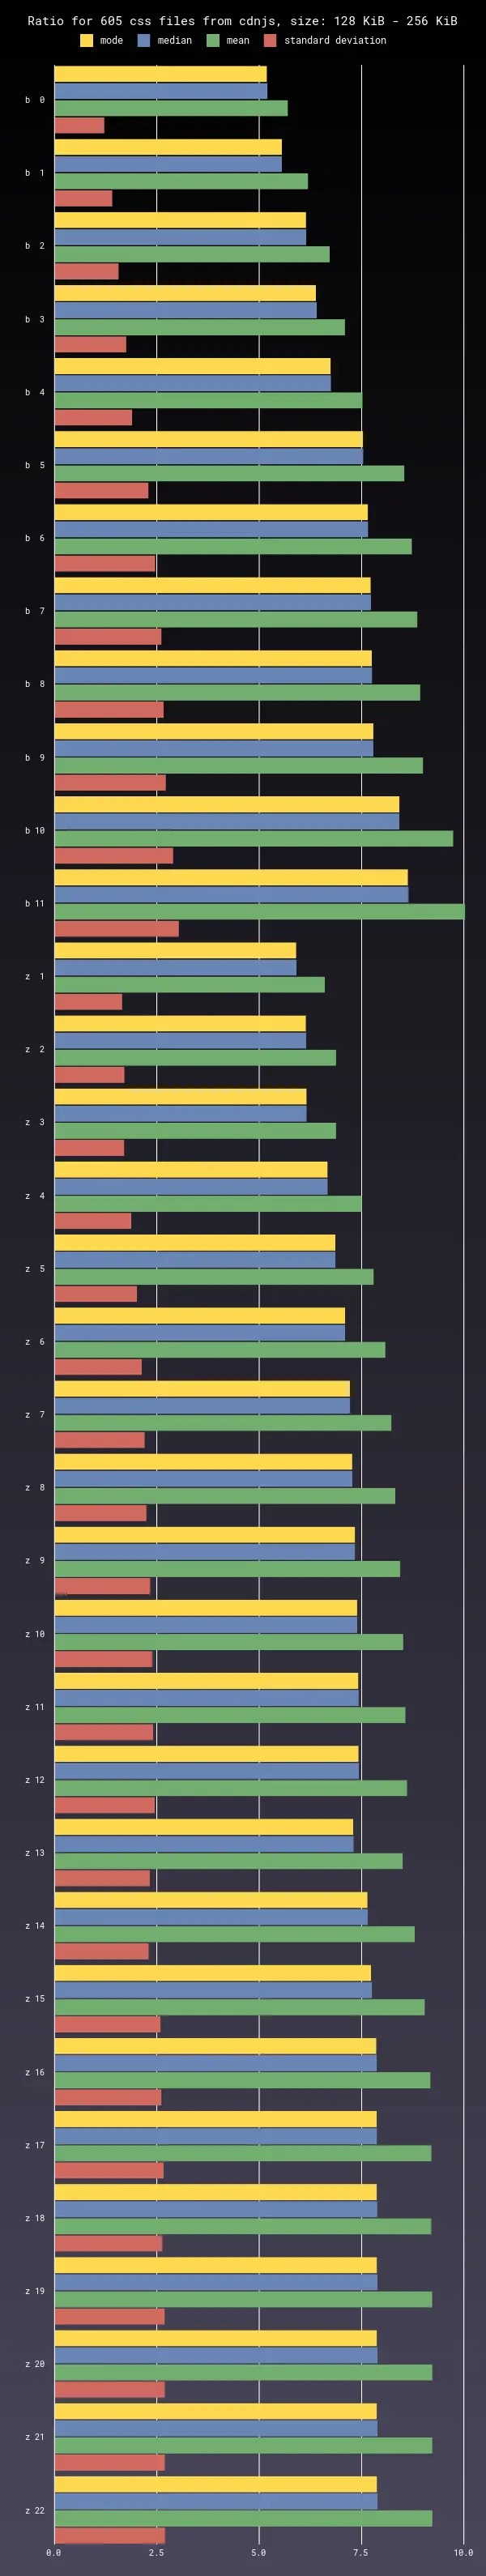 Ratio for 605 css files from cdnjs, size: 128 KiB - 256 KiB
mode median mean standard deviation
b 0
b 1
b 2
b 3
b 4
b 5
b 6
b 7
b 8
b 9
b 10
b 11
z 1
z 2
z 3
z 4
z 5
z 6
z 7
z 8
z 9
z 10
z 11
z 12
z 13
z 14
z 15
z 16
z 17
z 18
z 19
z 20
z 21
z 22
0.0 2.5 5.0 7.5 10.0